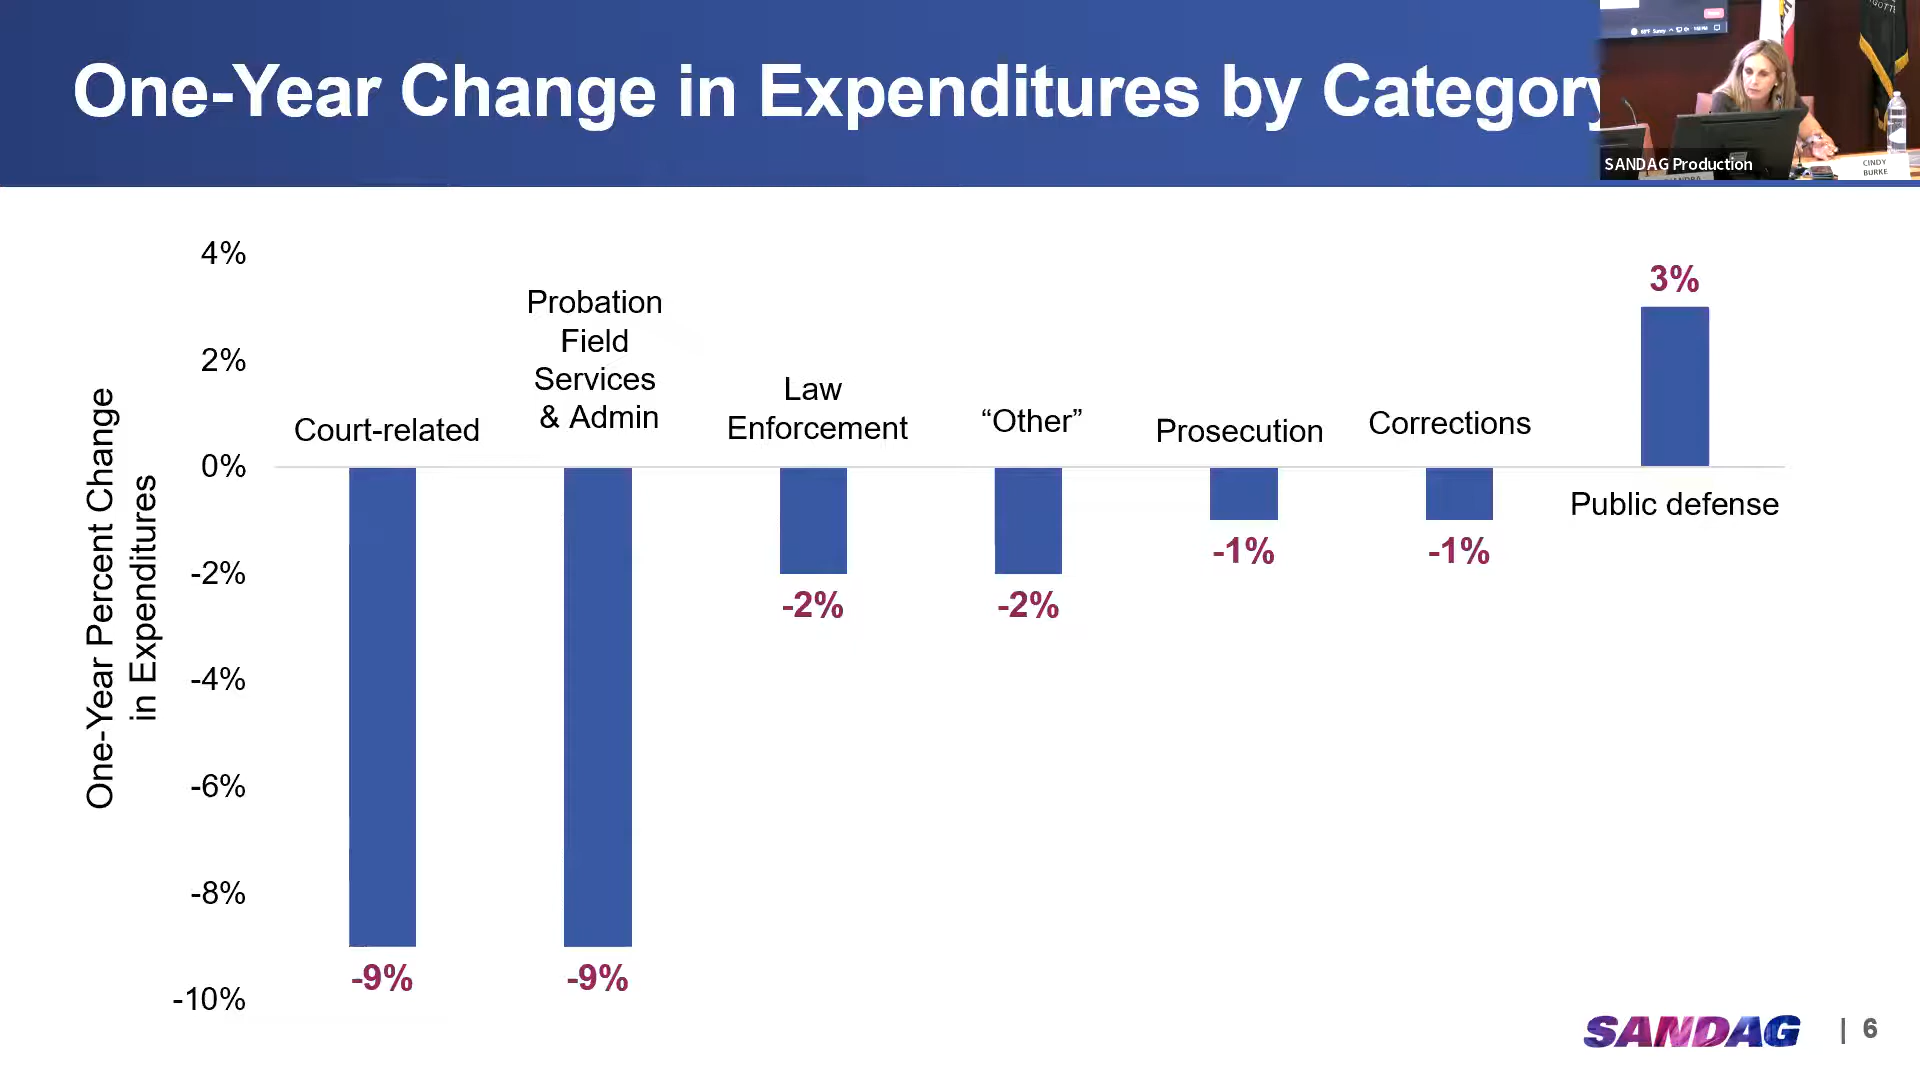 One-Year Change in Expenditures by Category
SANDAG Production
CINDY
BURKE
4%
2%
0%
-2%
-4%
-6%
-8%
-10%
One-Year Percent Change
in Expenditures
Court-related
-9%
Probation
Field
Services
& Admin
-9%
Law
Enforcement
-2%
“Other”
-2%
Prosecution
-1%
Corrections
-1%
3%
Public defense
SANDAG | 6